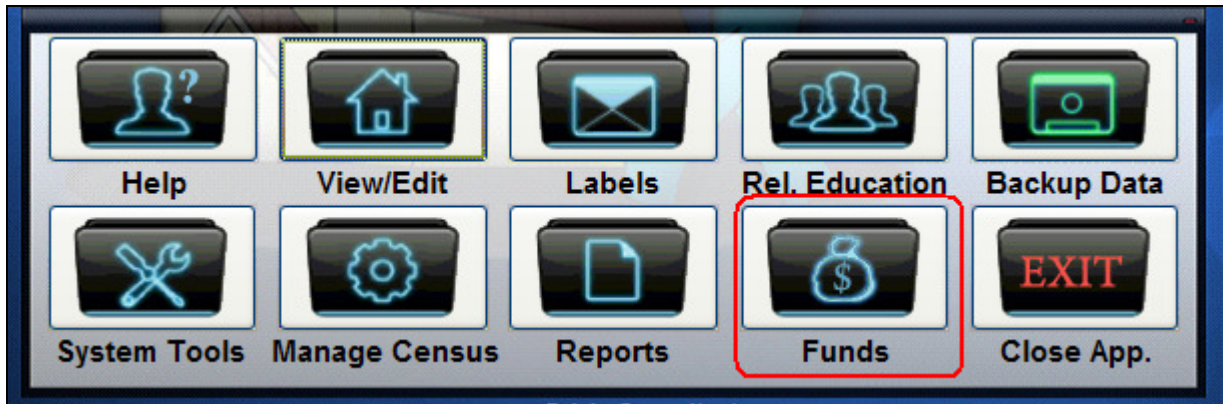 ?
Help View/Edit Labels Rel. Education Backup Data
$ EXIT
System Tools Manage Census Reports Funds Close App.